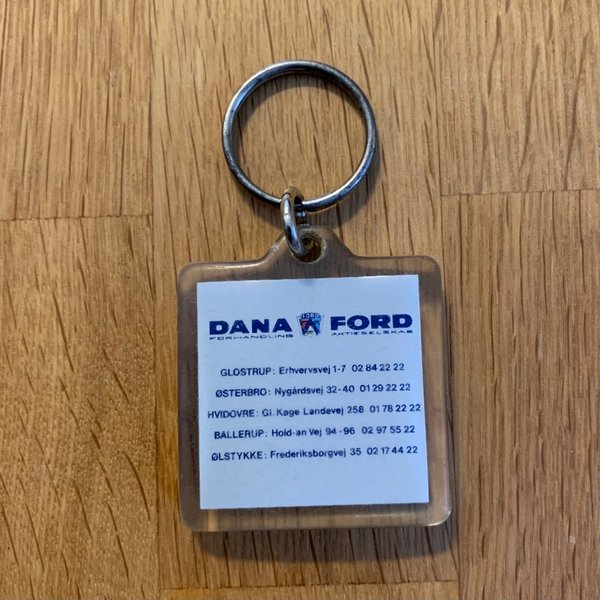 DANA FORD FORD
FORHANDLING AKTIESELSKAB
GLOSTRUP: Erhvervsvej 1-7 02 84 22 22
ØSTERBRO: Nygårdsvej 32-40 01 29 22 22
HVIDOVRE: Gl. Køge Landevej 258 01 78 22 22
BALLERUP: Hold-an Vej 94-96 02 97 55 22
ØLSTYKKE: Frederiksborgvej 35 02 17 44 22